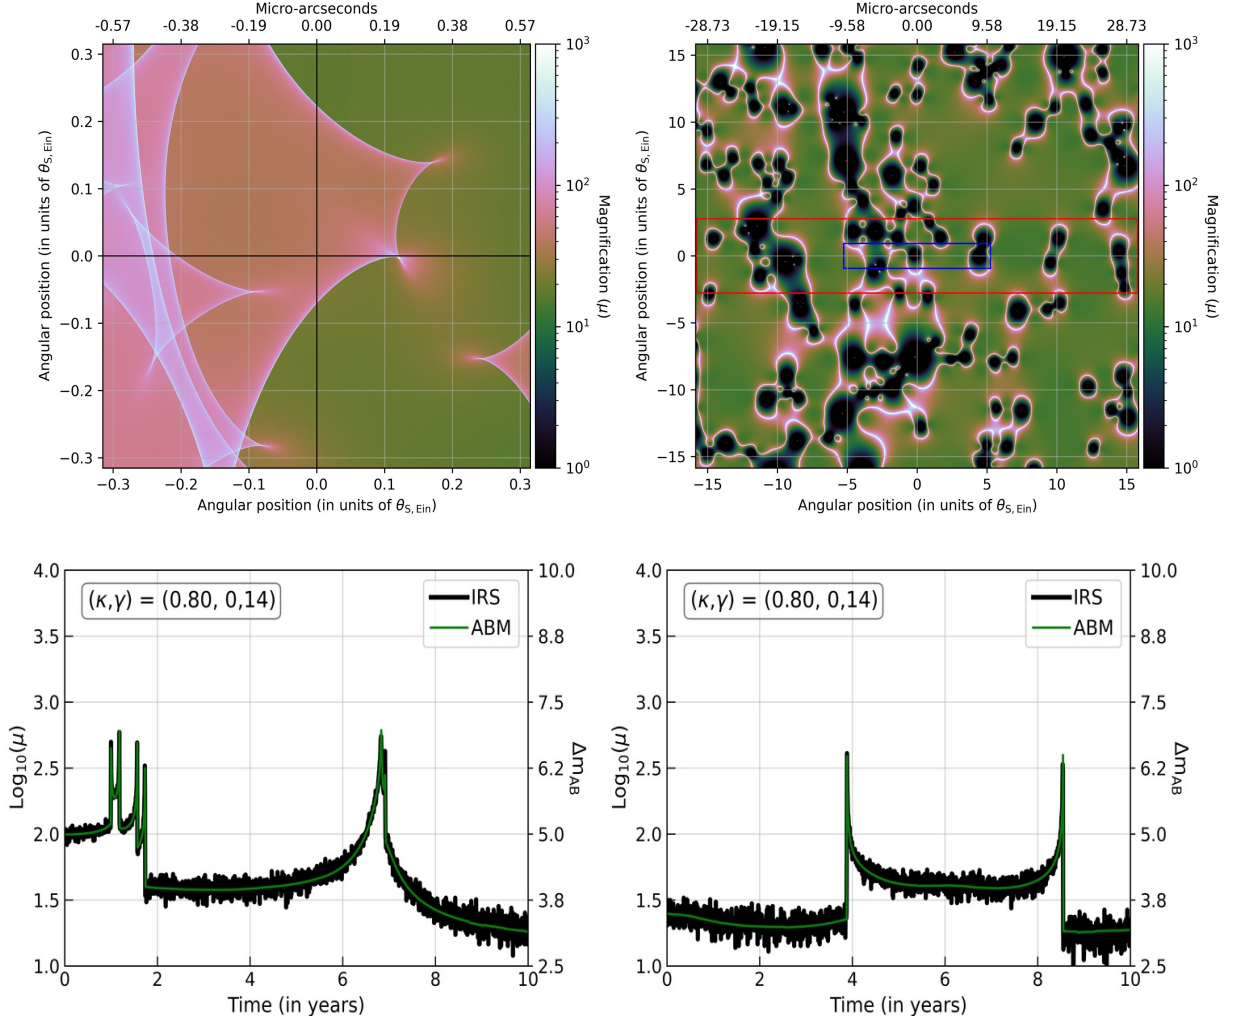 Micro-arcseconds
-0.57 -0.38 -0.19 0.00 0.19 0.38 0.57
Angular position (in units of θS, Ein)
0.3
0.2
0.1
0.0
−0.1
−0.2
−0.3
−0.3 −0.2 −0.1 0.0 0.1 0.2 0.3
Angular position (in units of θS, Ein)
10³
10²
10¹
10⁰
Magnification (μ)
Micro-arcseconds
-28.73 -19.15 -9.58 0.00 9.58 19.15 28.73
Angular position (in units of θS, Ein)
15
10
5
0
−5
−10
−15
−15 −10 −5 0 5 10 15
Angular position (in units of θS, Ein)
10³
10²
10¹
10⁰
Magnification (μ)
(κ,γ) = (0.80, 0,14)
IRS
ABM
Log₁₀(μ)
4.0
3.5
3.0
2.5
2.0
1.5
1.0
0 2 4 6 8 10
Time (in years)
10.0
8.8
7.5
6.2
5.0
3.8
2.5
ΔmAB
(κ,γ) = (0.80, 0,14)
IRS
ABM
Log₁₀(μ)
4.0
3.5
3.0
2.5
2.0
1.5
1.0
0 2 4 6 8 10
Time (in years)
10.0
8.8
7.5
6.2
5.0
3.8
2.5
ΔmAB